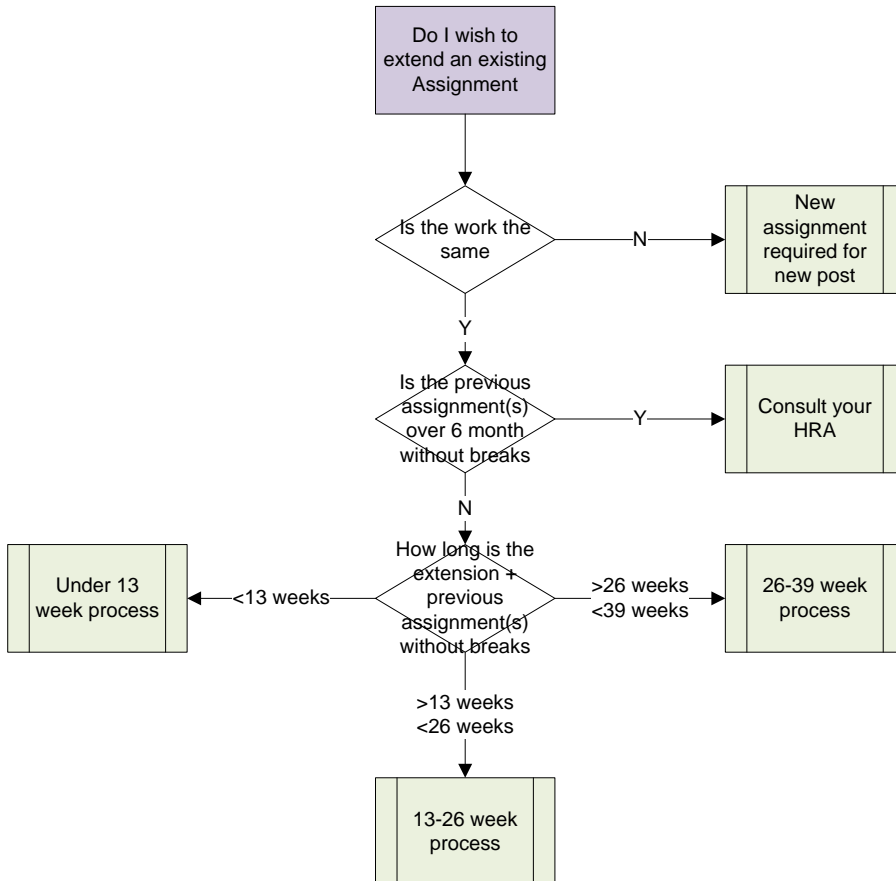 Do I wish to
extend an existing
Assignment
Is the work the
same
N
New
assignment
required for
new post
Y
Is the previous
assignment(s)
over 6 month
without breaks
Y
Consult your
HRA
N
How long is the
extension +
previous
assignment(s)
without breaks
<13 weeks
Under 13
week process
>26 weeks
<39 weeks
26-39 week
process
>13 weeks
<26 weeks
13-26 week
process